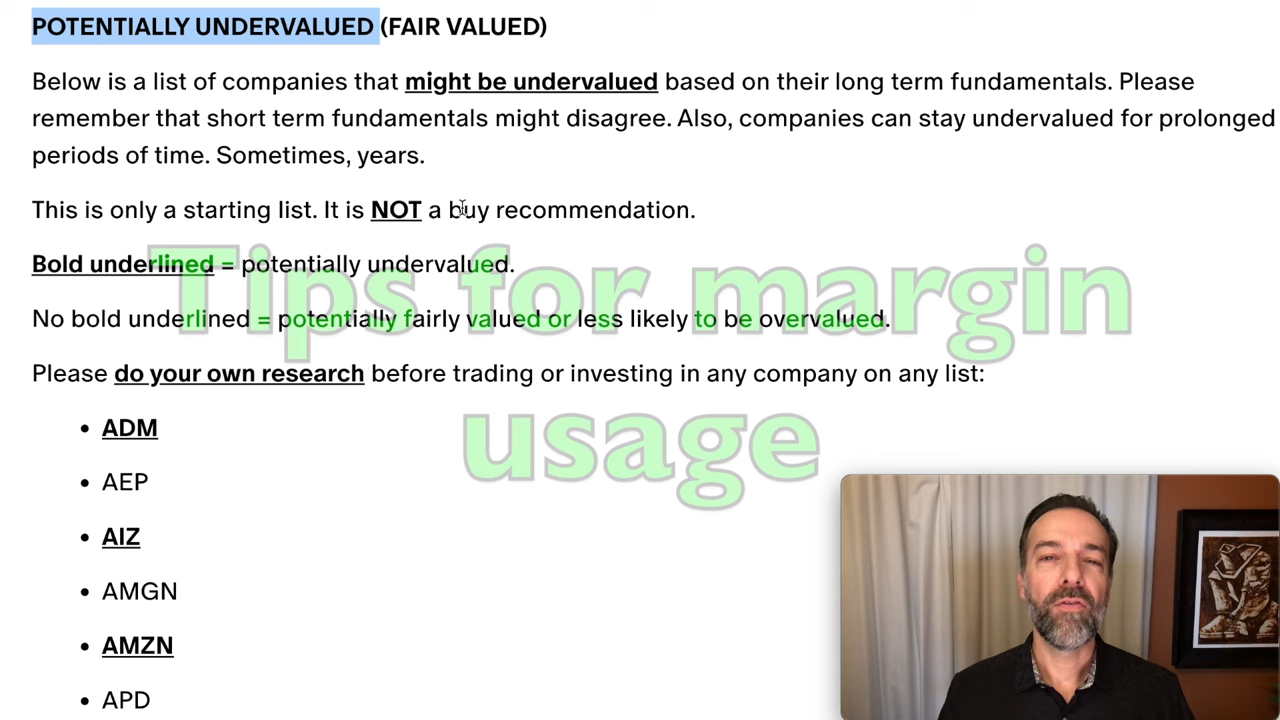 POTENTIALLY UNDERVALUED (FAIR VALUED)
Below is a list of companies that might be undervalued based on their long term fundamentals. Please
remember that short term fundamentals might disagree. Also, companies can stay undervalued for prolonged
periods of time. Sometimes, years.
This is only a starting list. It is NOT a buy recommendation.
Bold underlined = potentially undervalued.
Tips for margin
No bold underlined = potentially fairly valued or less likely to be overvalued.
Please do your own research before trading or investing in any company on any list:
usage
• ADM
• AEP
• AIZ
• AMGN
• AMZN
• APD